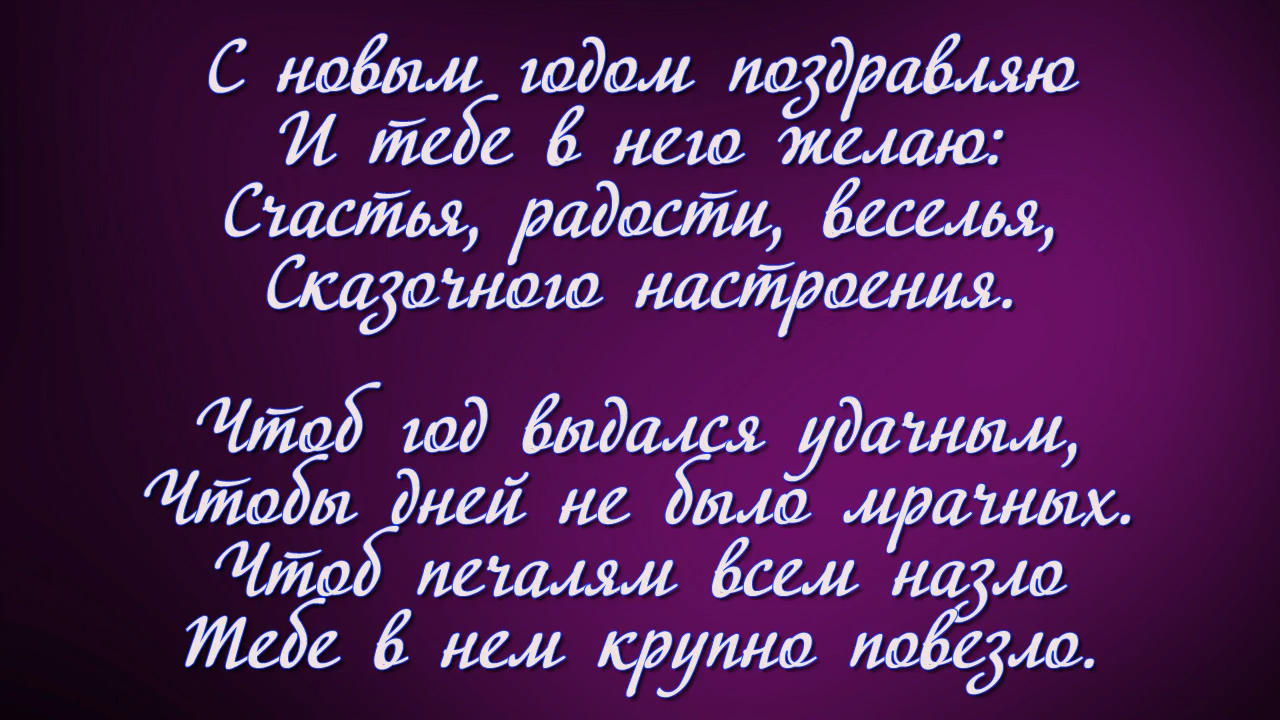 С новым годом поздравляю
И тебе в него желаю:
Счастья, радости, веселья,
Сказочного настроения.
Чтоб год выдался удачным,
Чтобы дней не было мрачных.
Чтоб печалям всем назло
Тебе в нем крупно повезло.